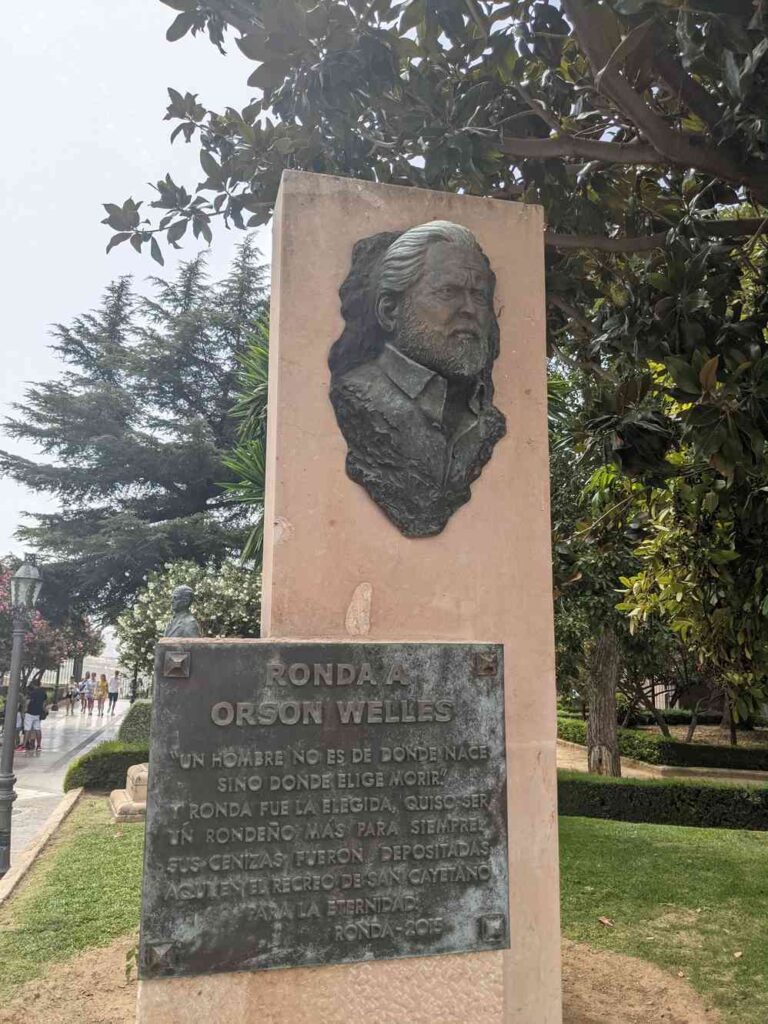 RONDA A
ORSON WELLES
"UN HOMBRE NO ES DE DONDE NACE
SINO DONDE ELIGE MORIR."
Y RONDA FUE LA ELEGIDA, QUISO SER
UN RONDEÑO MÁS PARA SIEMPRE,
SUS CENIZAS FUERON DEPOSITADAS
AQUÍ EN EL RECREO DE SAN CAYETANO
PARA LA ETERNIDAD.
RONDA-2015